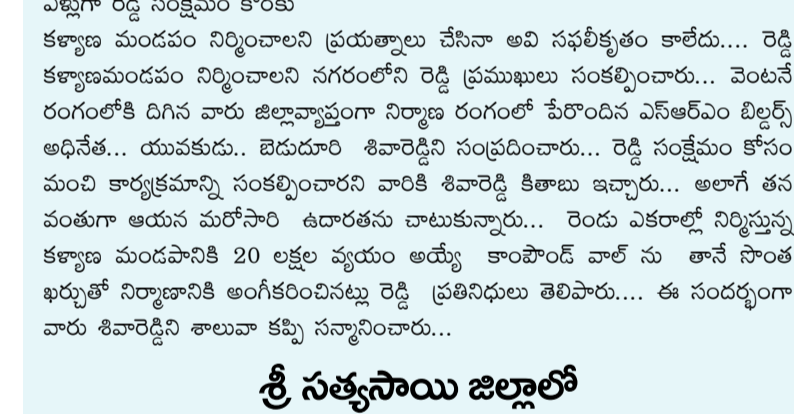 ఏళ్లుగా రెడ్డి సంక్షేమం కొరకు
కళ్యాణ మండపం నిర్మించాలని ప్రయత్నాలు చేసినా అవి సఫలీకృతం కాలేదు.... రెడ్డి
కళ్యాణమండపం నిర్మించాలని నగరంలోని రెడ్డి ప్రముఖులు సంకల్పించారు... వెంటనే
రంగంలోకి దిగిన వారు జిల్లావ్యాప్తంగా నిర్మాణ రంగంలో పేరొందిన ఎస్ఆర్ఎం బిల్డర్స్
అధినేత... యువకుడు.. బెడుదూరి శివారెడ్డిని సంప్రదించారు... రెడ్డి సంక్షేమం కోసం
మంచి కార్యక్రమాన్ని సంకల్పించారని వారికి శివారెడ్డి కితాబు ఇచ్చారు... అలాగే తన
వంతుగా ఆయన మరోసారి ఉదారతను చాటుకున్నారు... రెండు ఎకరాల్లో నిర్మిస్తున్న
కళ్యాణ మండపానికి 20 లక్షల వ్యయం అయ్యే కాంపౌండ్ వాల్ ను తానే సొంత
ఖర్చుతో నిర్మాణానికి అంగీకరించినట్లు రెడ్డి ప్రతినిధులు తెలిపారు.... ఈ సందర్భంగా
వారు శివారెడ్డిని శాలువా కప్పి సన్మానించారు...
శ్రీ సత్యసాయి జిల్లాలో